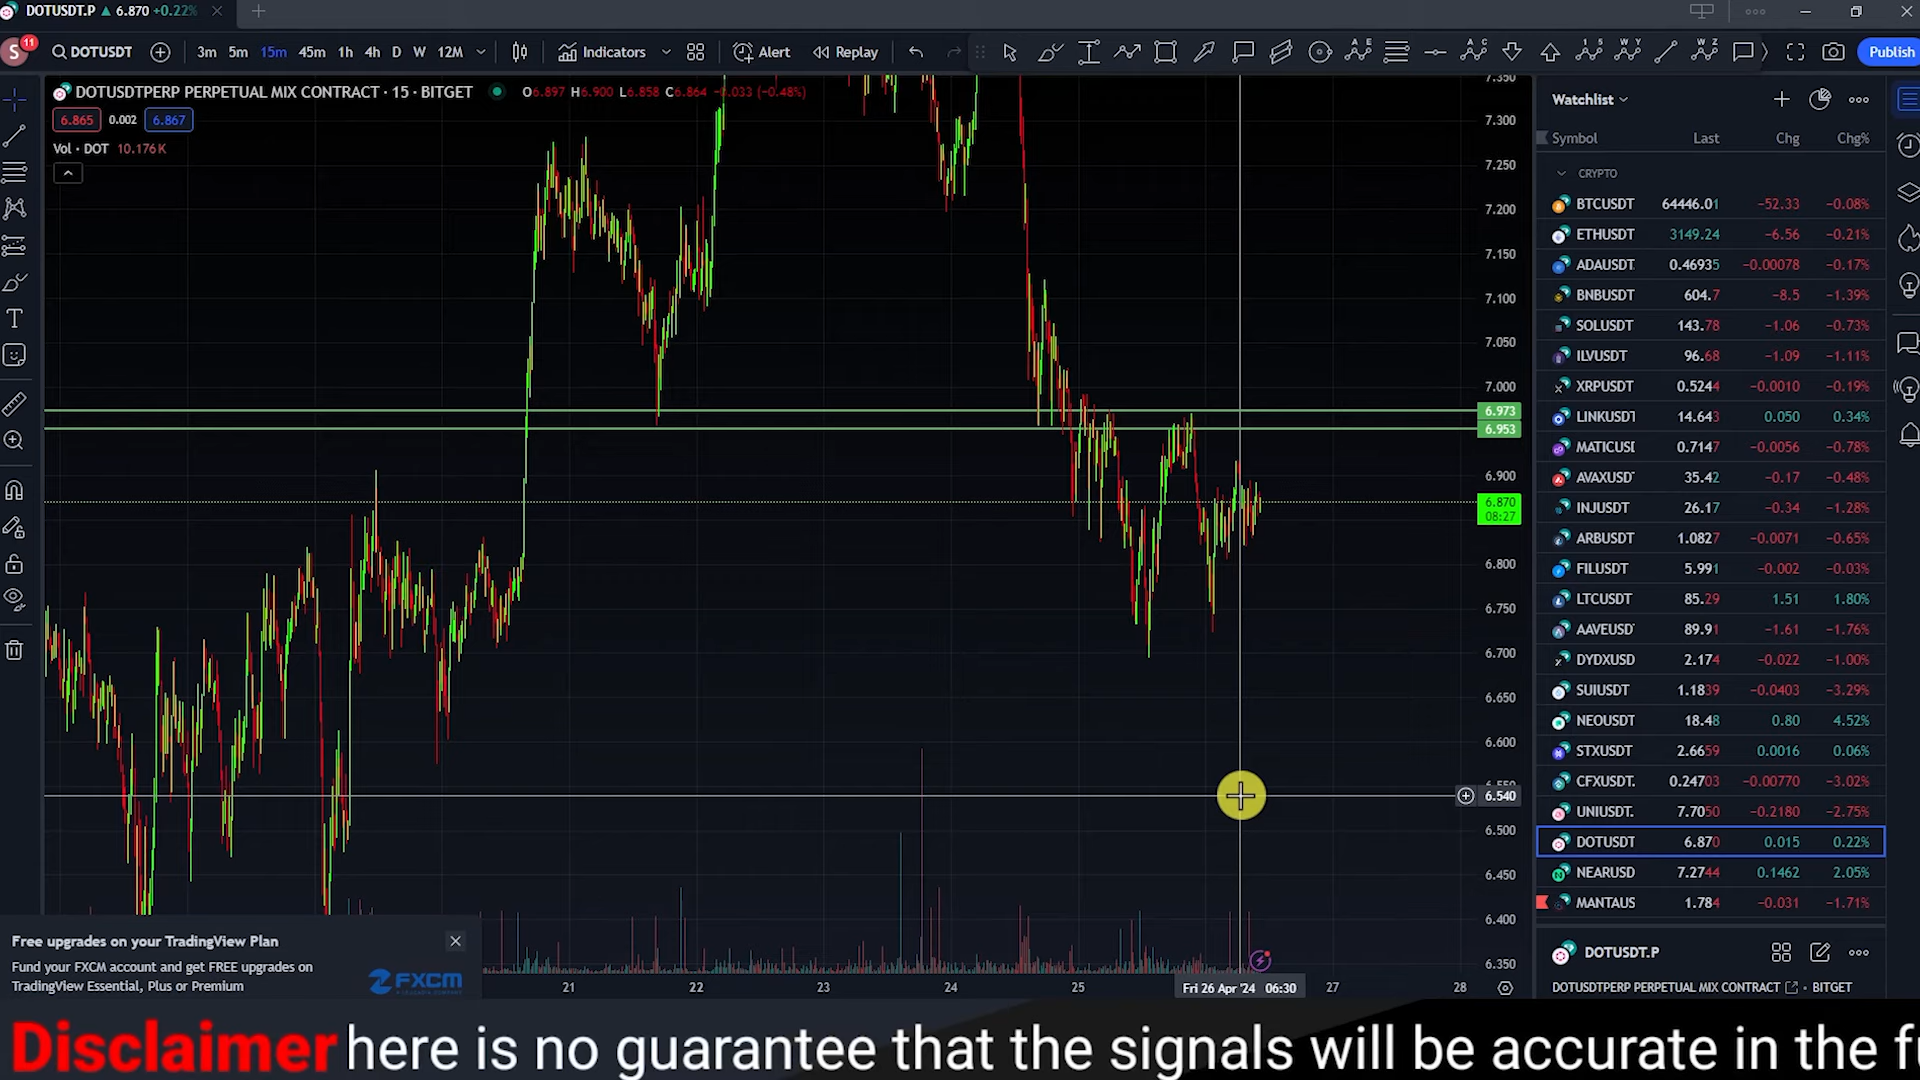 DOTUSDT.P ▲ 6.870 +0.22%
S 11 DOTUSDT 3m 5m 15m 45m 1h 4h D W 12M Indicators Alert Replay Publish
DOTUSDTPERP PERPETUAL MIX CONTRACT · 15 · BITGET O6.897 H6.900 L6.858 C6.864 -0.033 (-0.48%)
6.865 0.002 6.867
Vol · DOT 10.176K
7.350
7.300
7.250
7.200
7.150
7.100
7.050
7.000
6.973
6.953
6.900
6.870
08:27
6.800
6.750
6.700
6.650
6.600
6.550
6.540
6.500
6.450
6.400
6.350
21 22 23 24 25 Fri 26 Apr '24 06:30 27 28
Watchlist
Symbol Last Chg Chg%
CRYPTO
BTCUSDT 64446.01 -52.33 -0.08%
ETHUSDT 3149.24 -6.56 -0.21%
ADAUSDT 0.46935 -0.00078 -0.17%
BNBUSDT 604.7 -8.5 -1.39%
SOLUSDT 143.78 -1.06 -0.73%
ILVUSDT 96.68 -1.09 -1.11%
XRPUSDT 0.5244 -0.0010 -0.19%
LINKUSDT 14.643 0.050 0.34%
MATICUSI 0.7147 -0.0056 -0.78%
AVAXUSDT 35.42 -0.17 -0.48%
INJUSDT 26.17 -0.34 -1.28%
ARBUSDT 1.0827 -0.0071 -0.65%
FILUSDT 5.991 -0.002 -0.03%
LTCUSDT 85.29 1.51 1.80%
AAVEUSD 89.91 -1.61 -1.76%
DYDXUSD 2.174 -0.022 -1.00%
SUIUSDT 1.1839 -0.0403 -3.29%
NEOUSDT 18.48 0.80 4.52%
STXUSDT 2.6659 0.0016 0.06%
CFXUSDT. 0.24703 -0.00770 -3.02%
UNIUSDT. 7.7050 -0.2180 -2.75%
DOTUSDT 6.870 0.015 0.22%
NEARUSD 7.2744 0.1462 2.05%
MANTAUS 1.784 -0.031 -1.71%
DOTUSDT.P
DOTUSDTPERP PERPETUAL MIX CONTRACT · BITGET
Free upgrades on your TradingView Plan
Fund your FXCM account and get FREE upgrades on
TradingView Essential, Plus or Premium
FXCM
Disclaimer here is no guarantee that the signals will be accurate in the fu